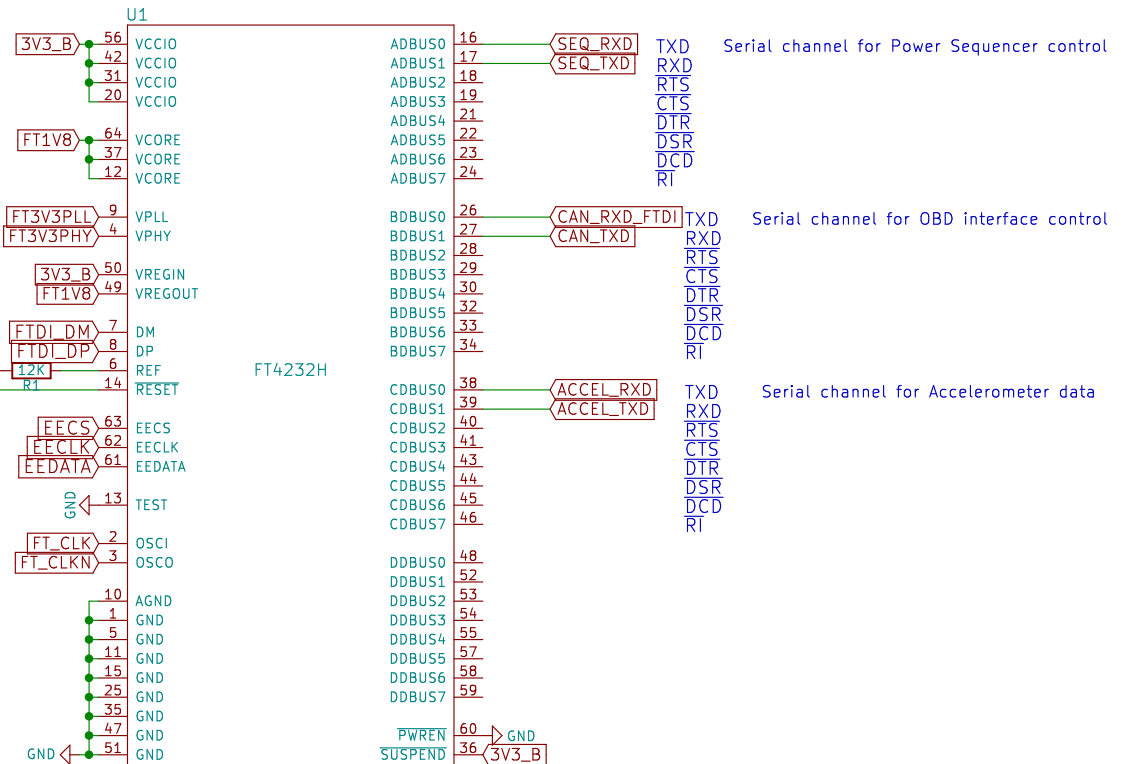 U1
3V3_B 56 VCCIO ADBUS0 16 SEQ_RXD TXD Serial channel for Power Sequencer control
42 VCCIO ADBUS1 17 SEQ_TXD RXD
31 VCCIO ADBUS2 18 RTS
20 VCCIO ADBUS3 19 CTS
ADBUS4 21 DTR
FT1V8 64 VCORE ADBUS5 22 DSR
37 VCORE ADBUS6 23 DCD
12 VCORE ADBUS7 24 RI
FT3V3PLL 9 VPLL BDBUS0 26 CAN_RXD_FTDI TXD Serial channel for OBD interface control
FT3V3PHY 4 VPHY BDBUS1 27 CAN_TXD RXD
BDBUS2 28 RTS
3V3_B 50 VREGIN BDBUS3 29 CTS
FT1V8 49 VREGOUT BDBUS4 30 DTR
BDBUS5 32 DSR
FTDI_DM 7 DM BDBUS6 33 DCD
FTDI_DP 8 DP BDBUS7 34 RI
12K 6 REF FT4232H
R1 14 RESET CDBUS0 38 ACCEL_RXD TXD Serial channel for Accelerometer data
CDBUS1 39 ACCEL_TXD RXD
EECS 63 EECS CDBUS2 40 RTS
EECLK 62 EECLK CDBUS3 41 CTS
EEDATA 61 EEDATA CDBUS4 43 DTR
CDBUS5 44 DSR
GND 13 TEST CDBUS6 45 DCD
CDBUS7 46 RI
FT_CLK 2 OSCI
FT_CLKN 3 OSCO DDBUS0 48
DDBUS1 52
10 AGND DDBUS2 53
1 GND DDBUS3 54
5 GND DDBUS4 55
11 GND DDBUS5 57
15 GND DDBUS6 58
25 GND DDBUS7 59
35 GND
47 GND PWREN 60 GND
GND 51 GND SUSPEND 36 3V3_B